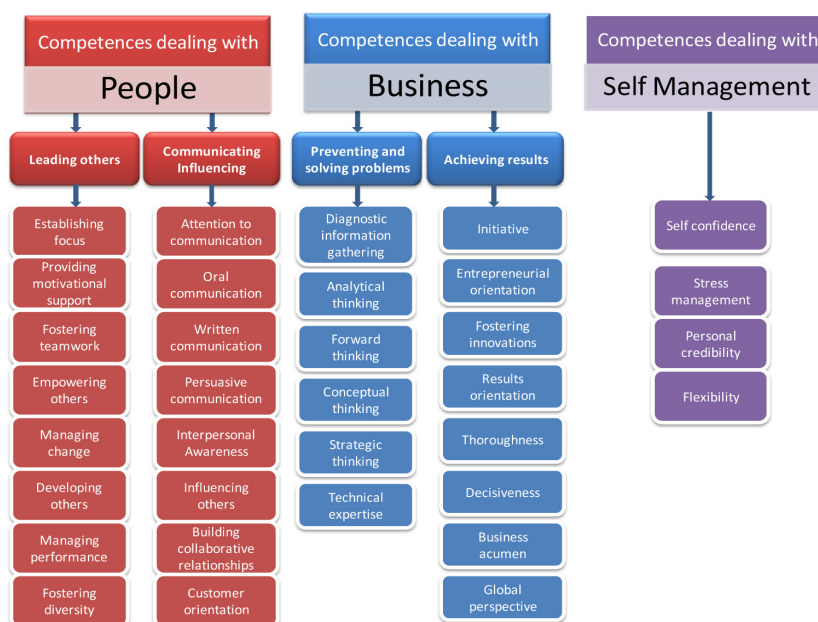 Competences dealing with
People
Leading others
Establishing
focus
Providing
motivational
support
Fostering
teamwork
Empowering
others
Managing
change
Developing
others
Managing
performance
Fostering
diversity
Communicating
Influencing
Attention to
communication
Oral
communication
Written
communication
Persuasive
communication
Interpersonal
Awareness
Influencing
others
Building
collaborative
relationships
Customer
orientation
Competences dealing with
Business
Preventing and
solving problems
Diagnostic
information
gathering
Analytical
thinking
Forward
thinking
Conceptual
thinking
Strategic
thinking
Technical
expertise
Achieving results
Initiative
Entrepreneurial
orientation
Fostering
innovations
Results
orientation
Thoroughness
Decisiveness
Business
acumen
Global
perspective
Competences dealing with
Self Management
Self confidence
Stress
management
Personal
credibility
Flexibility